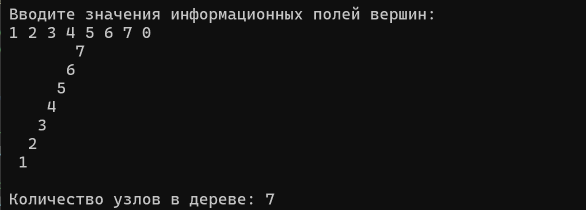 Введите значения информационных полей вершин:
1 2 3 4 5 6 7 0
7
6
5
4
3
2
1
Количество узлов в дереве: 7